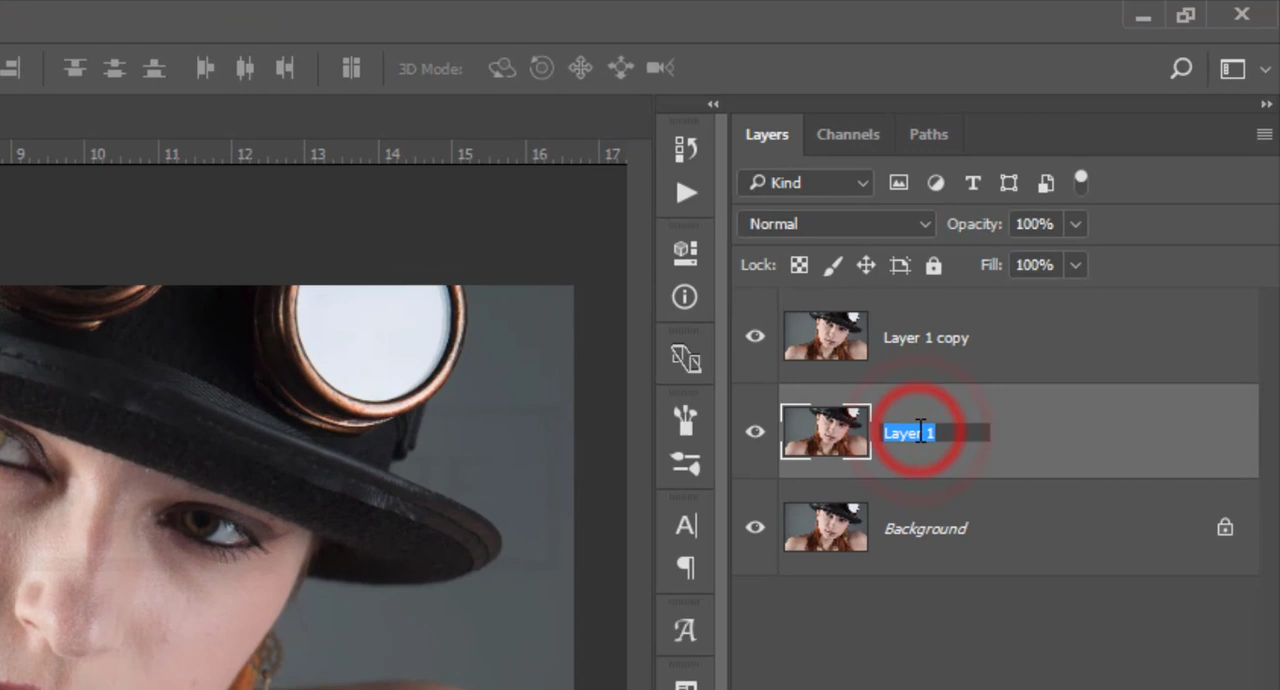 3D Mode:
9 10 11 12 13 14 15 16 17
Layers Channels Paths
Kind
Normal Opacity: 100%
Lock: Fill: 100%
Layer 1 copy
Layer 1
Background